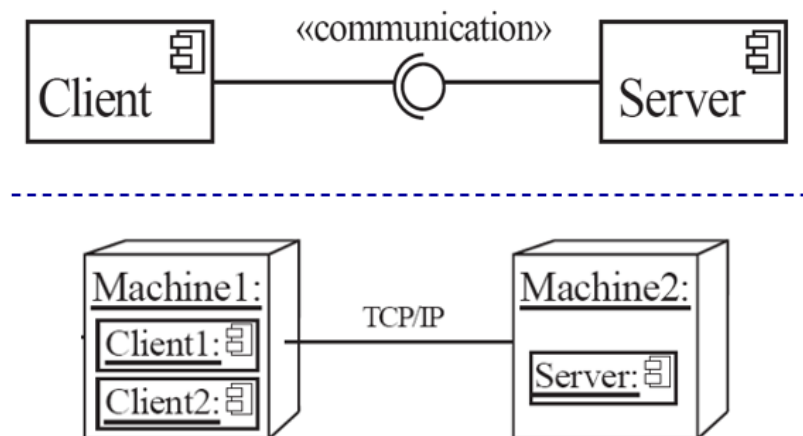 «communication»
Client
Server
Machine1:
Client1:
Client2:
TCP/IP
Machine2:
Server: